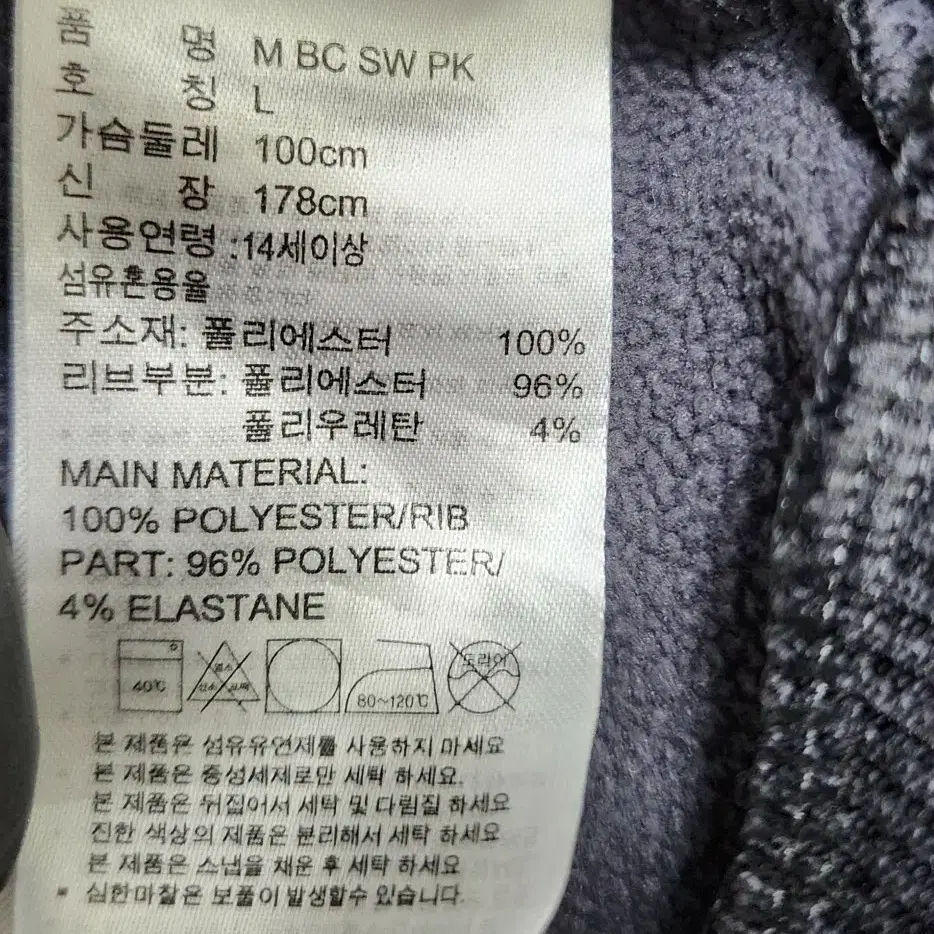 품 명 M BC SW PK
호 칭 L
가슴둘레 100cm
신 장 178cm
사용연령 :14세이상
섬유혼용율
주소재: 폴리에스터 100%
리브부분: 폴리에스터 96%
폴리우레탄 4%
MAIN MATERIAL:
100% POLYESTER/RIB
PART: 96% POLYESTER/
4% ELASTANE
40℃ 염소 산소 표백 80~120℃ 드라이
본 제품은 섬유유연제를 사용하지 마세요
본 제품은 중성세제로만 세탁 하세요.
본 제품은 뒤집어서 세탁 및 다림질 하세요
진한 색상의 제품은 분리해서 세탁 하세요
본 제품은 스냅을 채운 후 세탁 하세요
* 심한마찰은 보풀이 발생할수 있습니다.